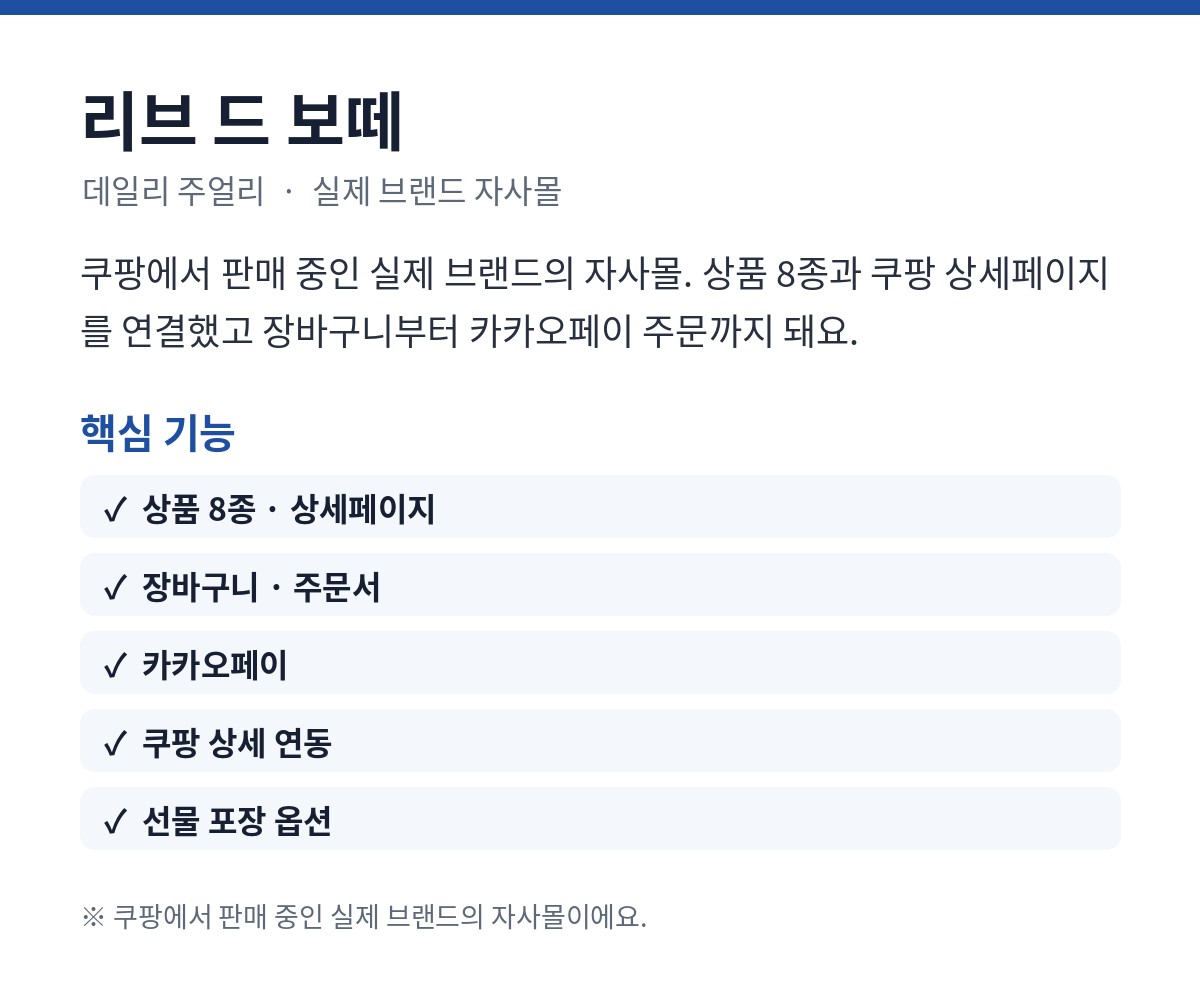 리브 드 보떼
데일리 주얼리 · 실제 브랜드 자사몰
쿠팡에서 판매 중인 실제 브랜드의 자사몰. 상품 8종과 쿠팡 상세페이지
를 연결했고 장바구니부터 카카오페이 주문까지 돼요.
핵심 기능
✓ 상품 8종 · 상세페이지
✓ 장바구니 · 주문서
✓ 카카오페이
✓ 쿠팡 상세 연동
✓ 선물 포장 옵션
※ 쿠팡에서 판매 중인 실제 브랜드의 자사몰이에요.